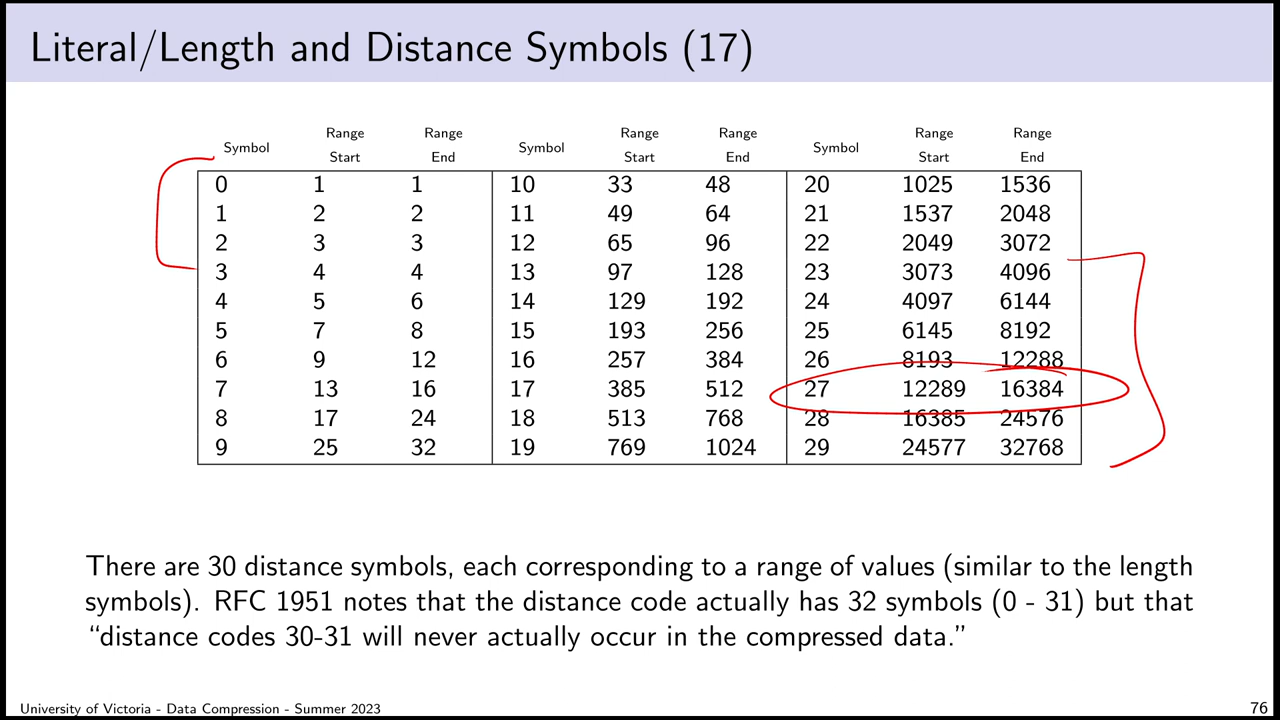 Literal/Length and Distance Symbols (17)
Symbol Range Start Range End Symbol Range Start Range End Symbol Range Start Range End
0 1 1 10 33 48 20 1025 1536
1 2 2 11 49 64 21 1537 2048
2 3 3 12 65 96 22 2049 3072
3 4 4 13 97 128 23 3073 4096
4 5 6 14 129 192 24 4097 6144
5 7 8 15 193 256 25 6145 8192
6 9 12 16 257 384 26 8193 12288
7 13 16 17 385 512 27 12289 16384
8 17 24 18 513 768 28 16385 24576
9 25 32 19 769 1024 29 24577 32768
There are 30 distance symbols, each corresponding to a range of values (similar to the length
symbols). RFC 1951 notes that the distance code actually has 32 symbols (0 - 31) but that
“distance codes 30-31 will never actually occur in the compressed data.”
University of Victoria - Data Compression - Summer 2023 76